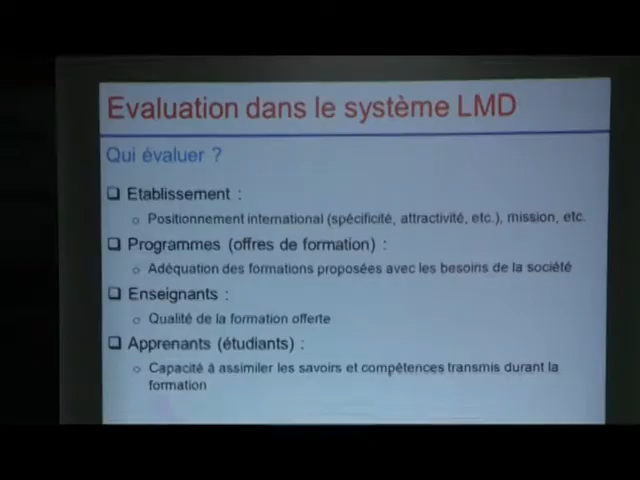 Evaluation dans le système LMD
Qui évaluer ?
❑ Etablissement :
o Positionnement international (spécificité, attractivité, etc.), mission, etc.
❑ Programmes (offres de formation) :
o Adéquation des formations proposées avec les besoins de la société
❑ Enseignants :
o Qualité de la formation offerte
❑ Apprenants (étudiants) :
o Capacité à assimiler les savoirs et compétences transmis durant la
formation